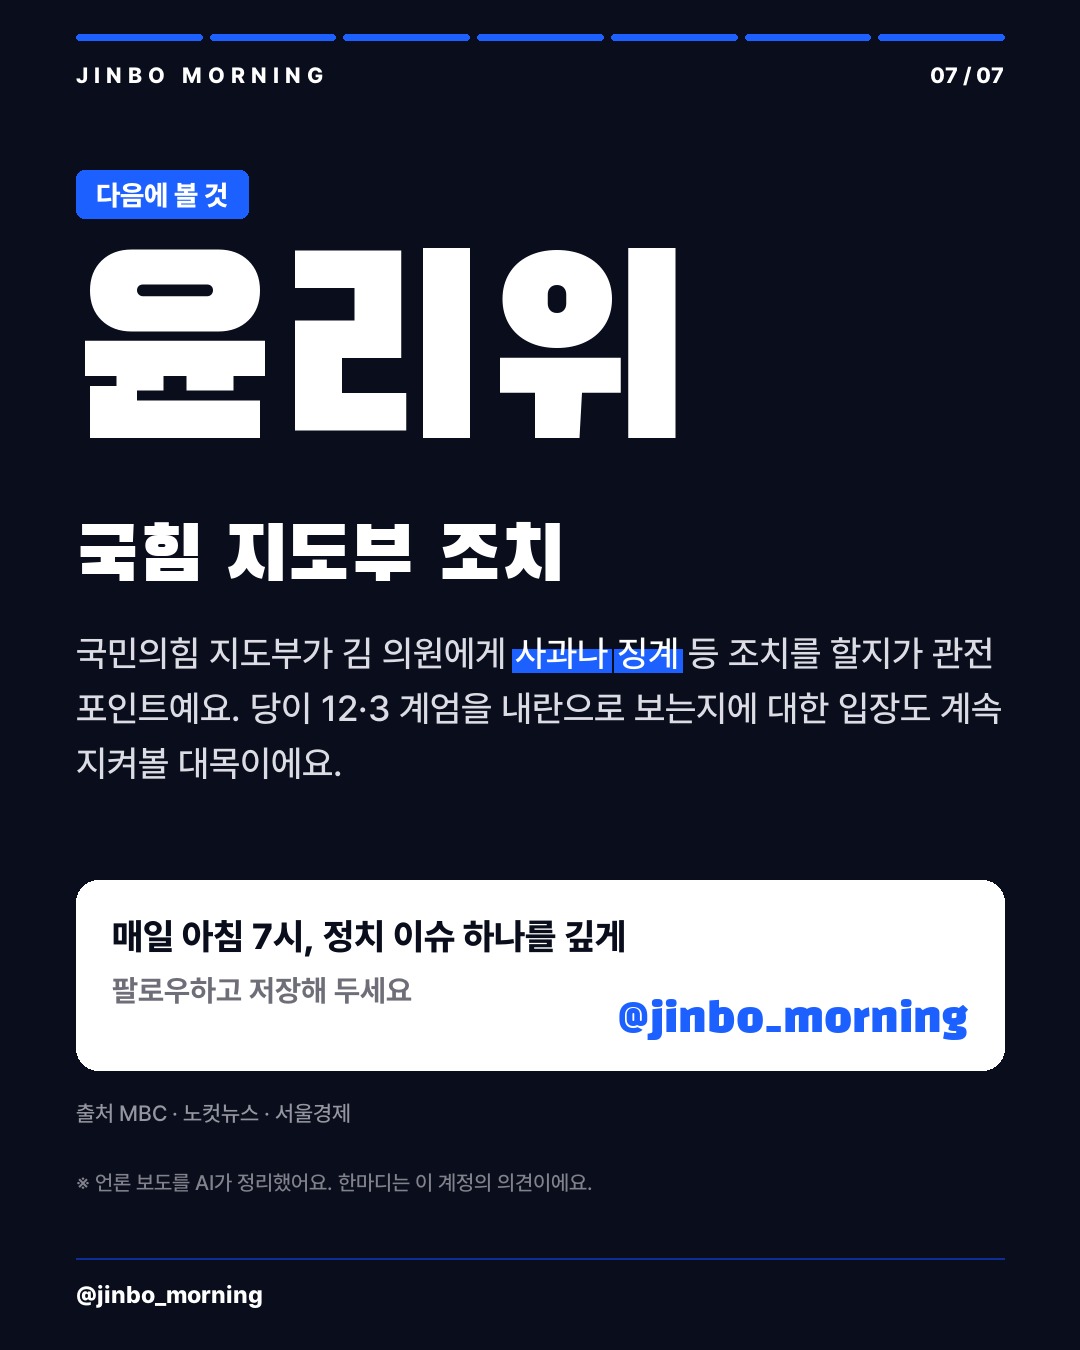 JINBO MORNING
07 / 07
다음에 볼 것
윤리위
국힘 지도부 조치
국민의힘 지도부가 김 의원에게 사과나 징계 등 조치를 할지가 관전
포인트예요. 당이 12·3 계엄을 내란으로 보는지에 대한 입장도 계속
지켜볼 대목이에요.
매일 아침 7시, 정치 이슈 하나를 깊게
팔로우하고 저장해 두세요
@jinbo_morning
출처 MBC · 노컷뉴스 · 서울경제
※ 언론 보도를 AI가 정리했어요. 한마디는 이 계정의 의견이에요.
@jinbo_morning